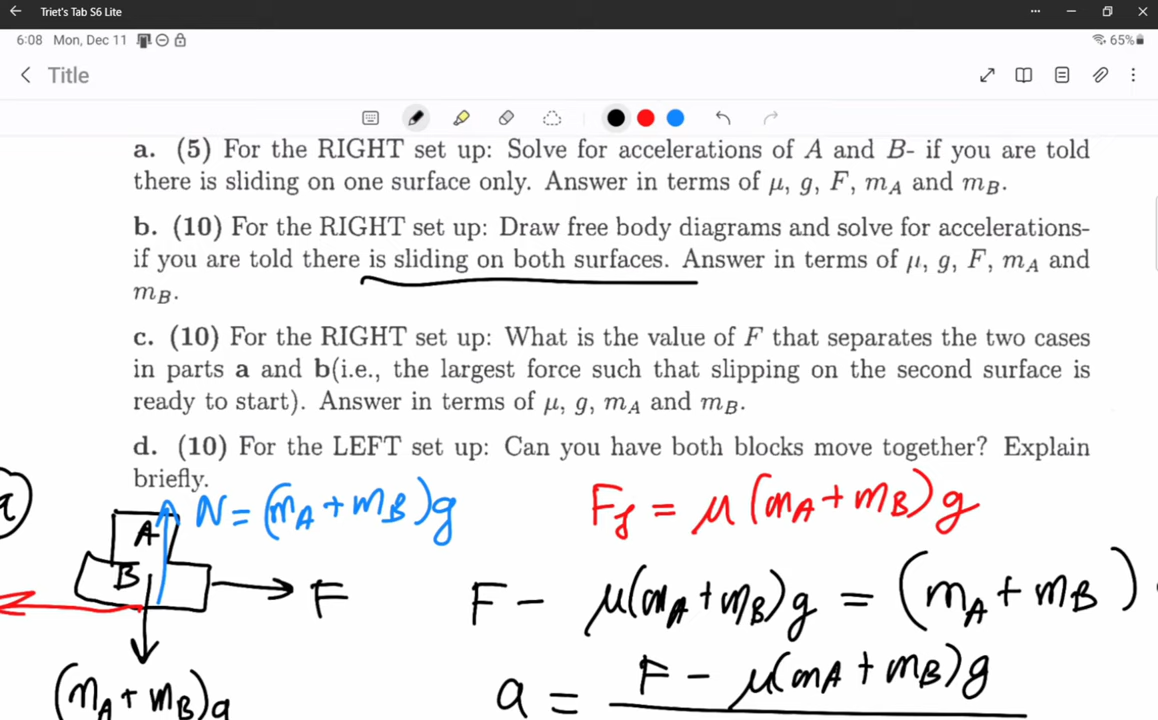 Triet's Tab S6 Lite
6:08 Mon, Dec 11 65%
Title
a. (5) For the RIGHT set up: Solve for accelerations of A and B- if you are told
there is sliding on one surface only. Answer in terms of μ, g, F, m_A and m_B.
b. (10) For the RIGHT set up: Draw free body diagrams and solve for accelerations-
if you are told there is sliding on both surfaces. Answer in terms of μ, g, F, m_A and
m_B.
c. (10) For the RIGHT set up: What is the value of F that separates the two cases
in parts a and b(i.e., the largest force such that slipping on the second surface is
ready to start). Answer in terms of μ, g, m_A and m_B.
d. (10) For the LEFT set up: Can you have both blocks move together? Explain
briefly.
a
N = (m_A + m_B)g
F_f = μ(m_A + m_B)g
A
B
F
F - μ(m_A + m_B)g = (m_A + m_B)
(m_A + m_B)g
a = F - μ(m_A + m_B)g